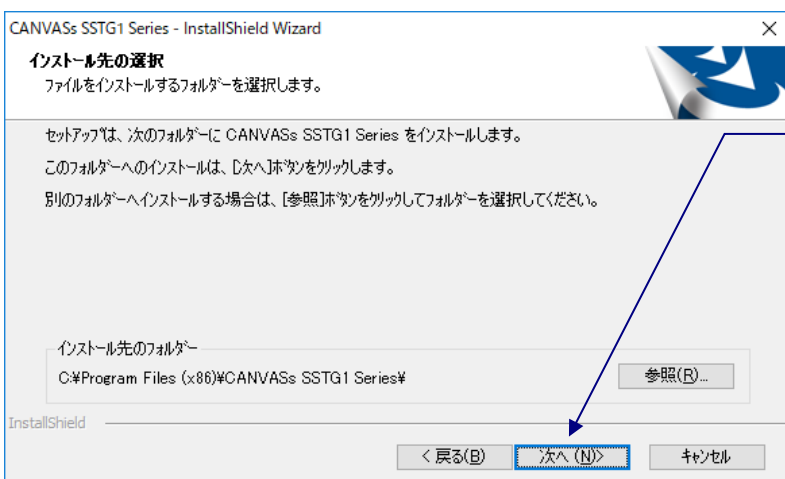 CANVASs SSTG1 Series - InstallShield Wizard
インストール先の選択
ファイルをインストールするフォルダーを選択します。
セットアップは、次のフォルダーに CANVASs SSTG1 Series をインストールします。
このフォルダーへのインストールは、[次へ]ボタンをクリックします。
別のフォルダーへインストールする場合は、[参照]ボタンをクリックしてフォルダーを選択してください。
インストール先のフォルダー
C:¥Program Files (x86)¥CANVASs SSTG1 Series¥
参照(R)...
InstallShield
< 戻る(B)
次へ (N)>
キャンセル